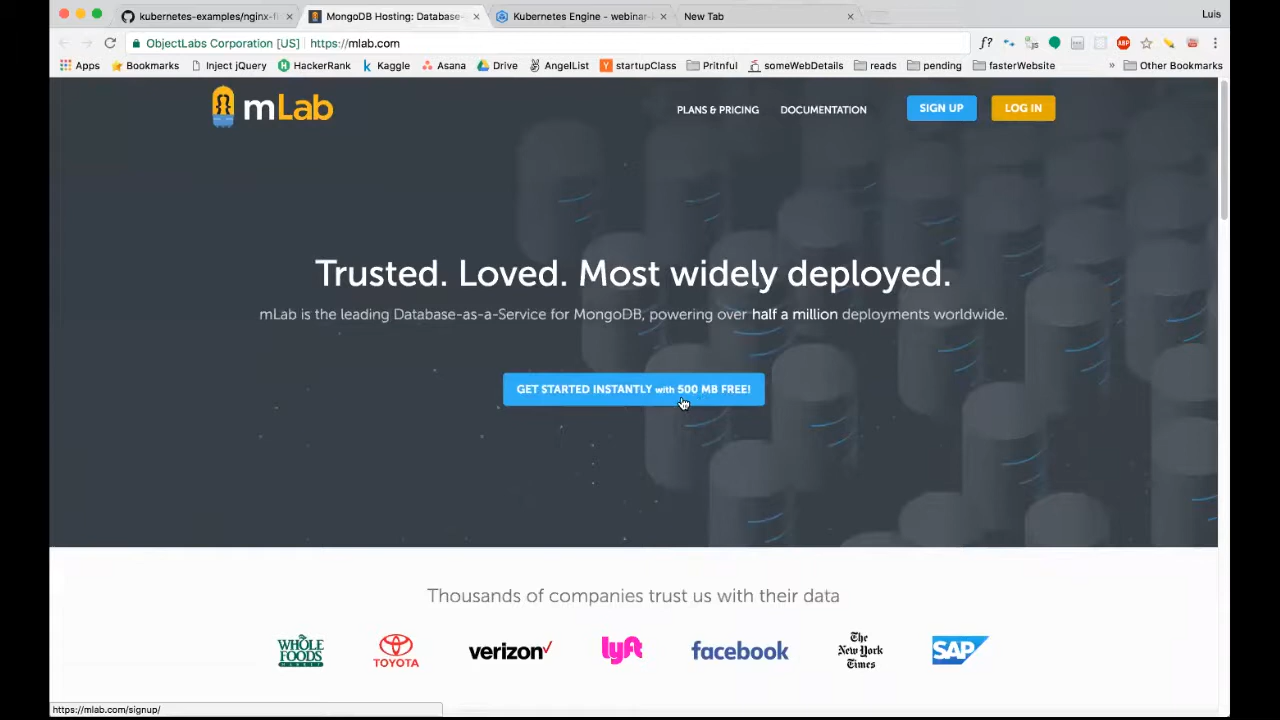 kubernetes-examples/nginx-fl
MongoDB Hosting: Database-
Kubernetes Engine - webinar-
New Tab
Luis
ObjectLabs Corporation [US]
https://mlab.com
Apps
Bookmarks
Inject jQuery
HackerRank
Kaggle
Asana
Drive
AngelList
startupClass
Pritnful
someWebDetails
reads
pending
fasterWebsite
Other Bookmarks
mLab
PLANS & PRICING
DOCUMENTATION
SIGN UP
LOG IN
Trusted. Loved. Most widely deployed.
mLab is the leading Database-as-a-Service for MongoDB, powering over half a million deployments worldwide.
GET STARTED INSTANTLY with 500 MB FREE!
Thousands of companies trust us with their data
WHOLE FOODS MARKET
TOYOTA
verizon
lyft
facebook
The New York Times
SAP
https://mlab.com/signup/